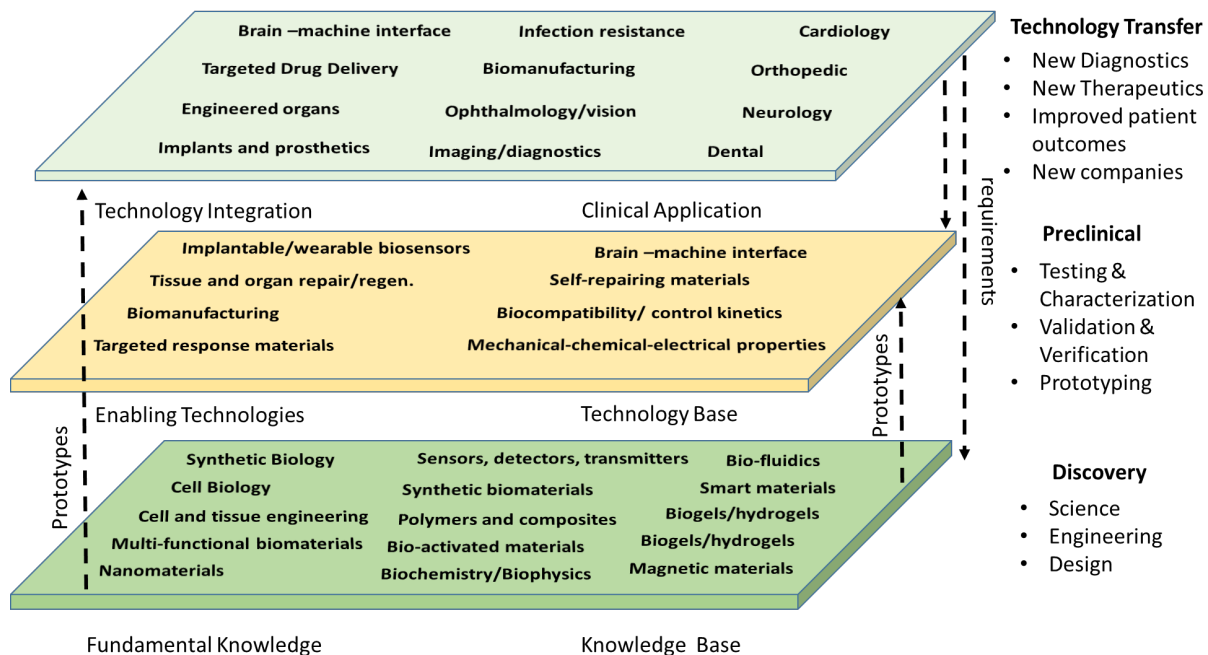 Brain –machine interface
Infection resistance
Cardiology
Targeted Drug Delivery
Biomanufacturing
Orthopedic
Engineered organs
Ophthalmology/vision
Neurology
Implants and prosthetics
Imaging/diagnostics
Dental
Technology Integration
Clinical Application
Technology Transfer
• New Diagnostics
• New Therapeutics
• Improved patient
outcomes
• New companies
requirements
Implantable/wearable biosensors
Brain –machine interface
Tissue and organ repair/regen.
Self-repairing materials
Biomanufacturing
Biocompatibility/ control kinetics
Targeted response materials
Mechanical-chemical-electrical properties
Enabling Technologies
Technology Base
Preclinical
• Testing &
Characterization
• Validation &
Verification
• Prototyping
Prototypes
Prototypes
Synthetic Biology
Sensors, detectors, transmitters
Bio-fluidics
Cell Biology
Synthetic biomaterials
Smart materials
Cell and tissue engineering
Polymers and composites
Biogels/hydrogels
Multi-functional biomaterials
Bio-activated materials
Biogels/hydrogels
Nanomaterials
Biochemistry/Biophysics
Magnetic materials
Fundamental Knowledge
Knowledge Base
Discovery
• Science
• Engineering
• Design